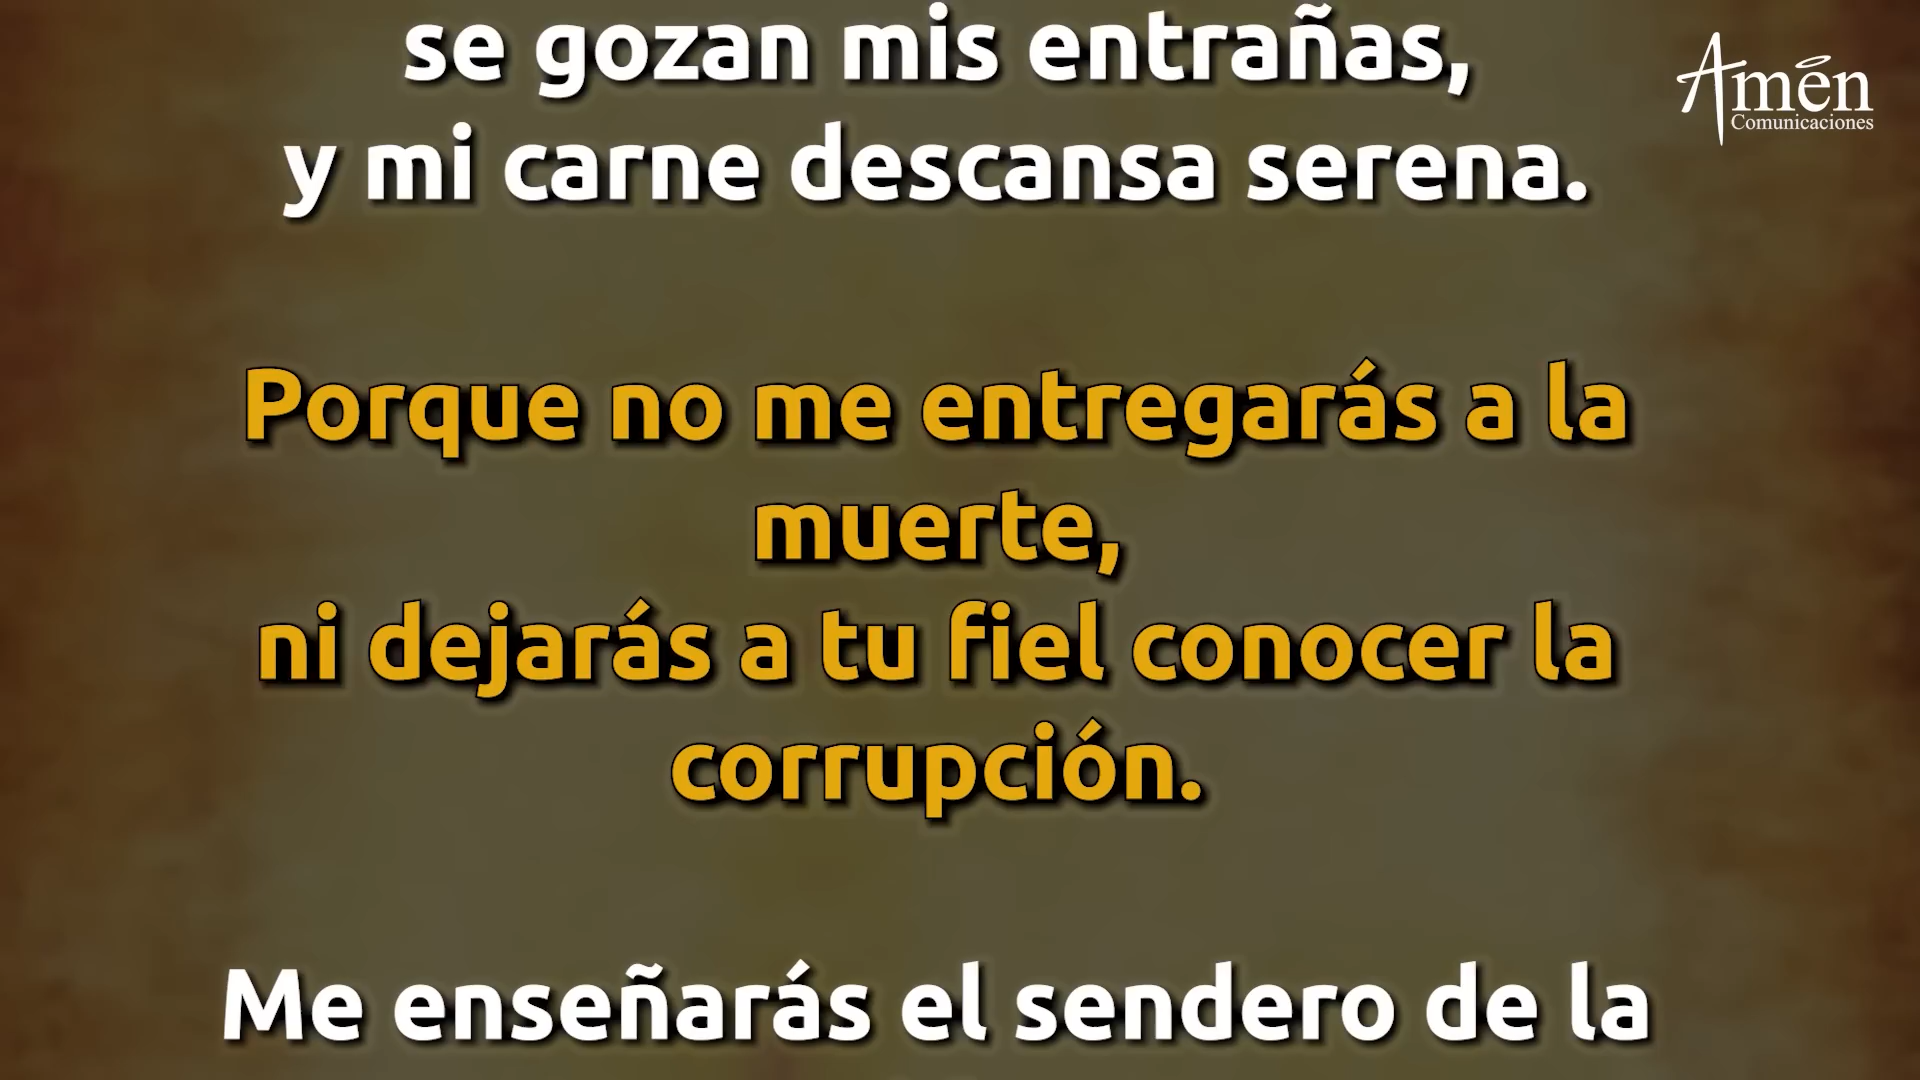 se gozan mis entrañas,
y mi carne descansa serena.
Porque no me entregarás a la
muerte,
ni dejarás a tu fiel conocer la
corrupción.
Me enseñarás el sendero de la
Amén
Comunicaciones